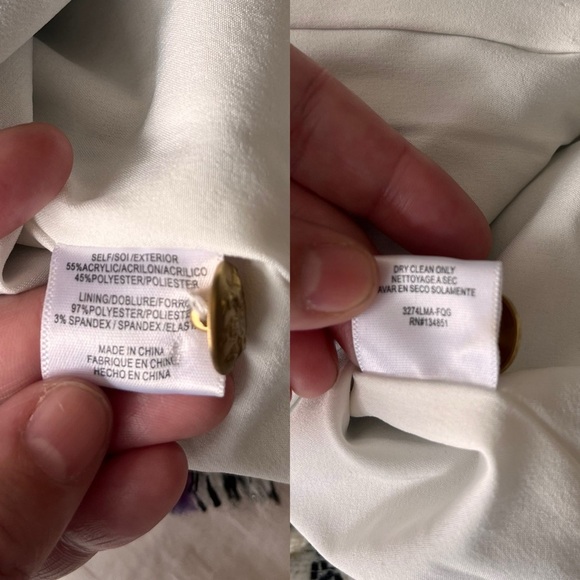 SELF/SOI/EXTERIOR
55%ACRYLIC/ACRILON/ACRILICO
45%POLYESTER/POLIESTER
LINING/DOBLURE/FORRO
97%POLYESTER/POLIEST
3% SPANDEX / SPANDEX / ELAS
MADE IN CHINA
FABRIQUE EN CHINE
HECHO EN CHINA
DRY CLEAN ONLY
NETTOYAGE A SEC
AVAR EN SECO SOLAMENTE
3274LMA-FQG
RN#134851